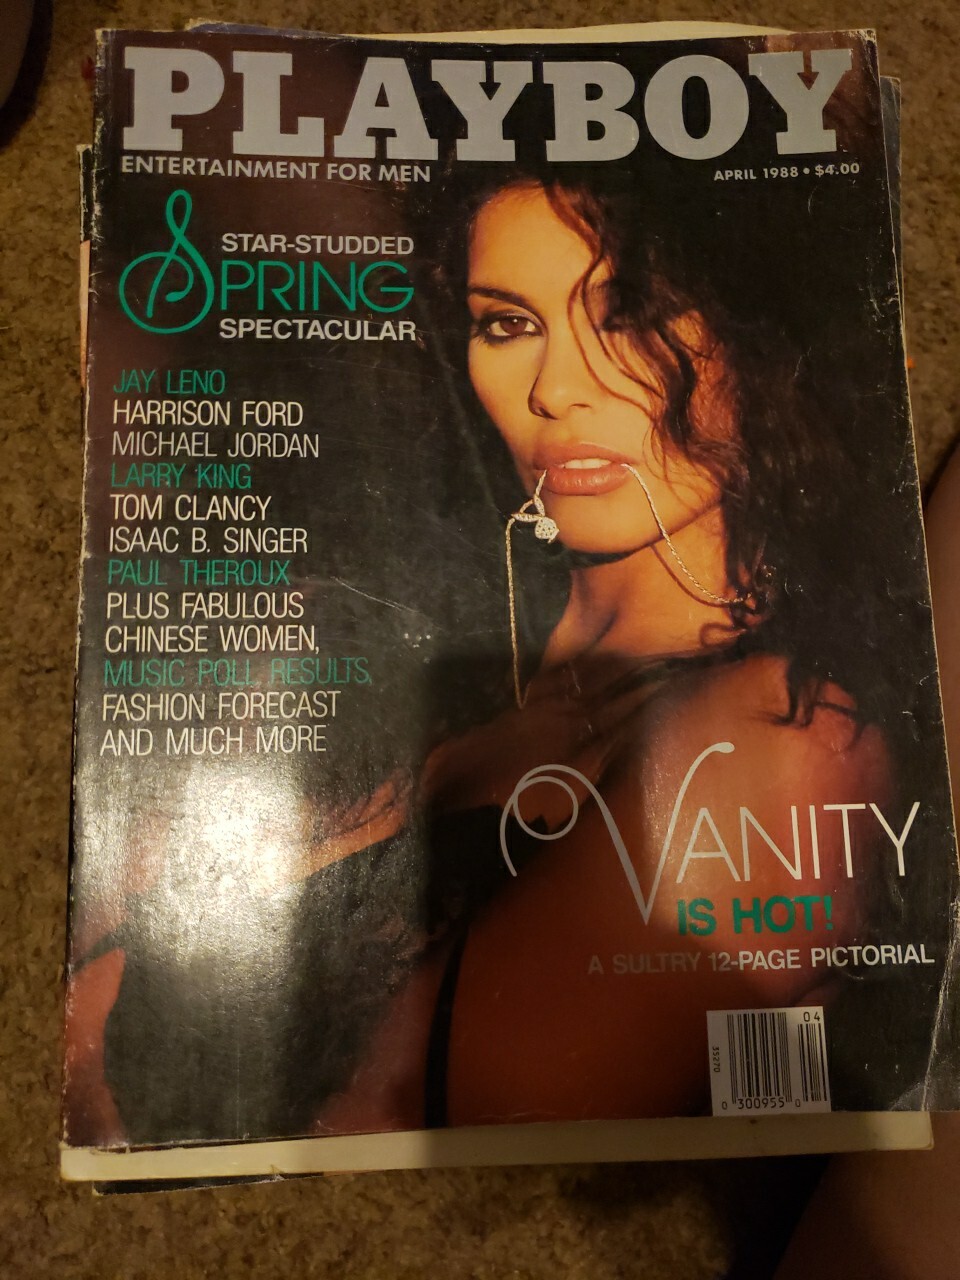 PLAYBOY
ENTERTAINMENT FOR MEN
APRIL 1988 • $4.00
STAR-STUDDED
SPRING
SPECTACULAR
JAY LENO
HARRISON FORD
MICHAEL JORDAN
LARRY KING
TOM CLANCY
ISAAC B. SINGER
PAUL THEROUX
PLUS FABULOUS
CHINESE WOMEN,
MUSIC POLL RESULTS,
FASHION FORECAST
AND MUCH MORE
VANITY
IS HOT!
A SULTRY 12-PAGE PICTORIAL
04
35270
0 300955 0